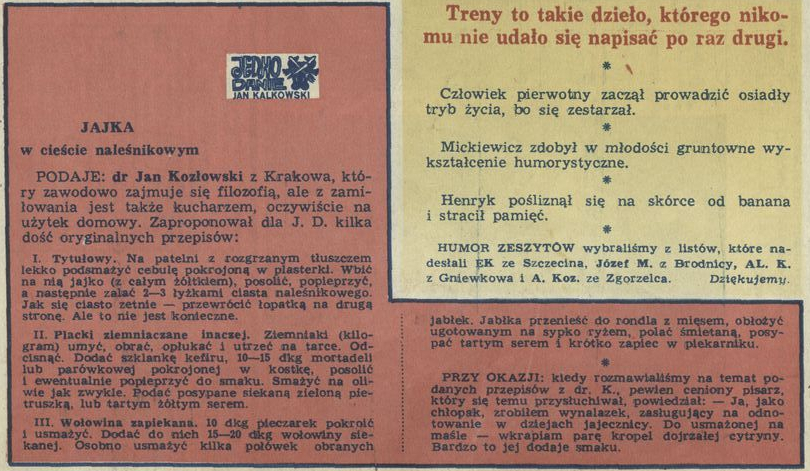 JEDNO
DANIE
JAN KALKOWSKI
JAJKA
w cieście naleśnikowym
PODAJE: dr Jan Kozłowski z Krakowa, któ-
ry zawodowo zajmuje się filozofią, ale z zami-
łowania jest także kucharzem, oczywiście na
użytek domowy. Zaproponował dla J. D. kilka
dość oryginalnych przepisów:
I. Tytułowy. Na patelni z rozgrzanym tłuszczem
lekko podsmażyć cebulę pokrojoną w plasterki. Wbić
na nią jajko (z całym żółtkiem), posolić, popieprzyć,
a następnie zalać 2—3 łyżkami ciasta naleśnikowego.
Jak się ciasto zetnie — przewrócić łopatką na drugą
stronę. Ale to nie jest konieczne.
II. Placki ziemniaczane inaczej. Ziemniaki (kilo-
gram) umyć, obrać, opłukać i utrzeć na tarce. Od-
cisnąć. Dodać szklankę kefiru, 10—15 dkg mortadeli
lub parówkowej pokrojonej w kostkę, posolić
i ewentualnie popieprzyć do smaku. Smażyć na oli-
wie jak zwykle. Podać posypane siekaną zieloną pie-
truszką, lub tartym żółtym serem.
III. Wołowina zapiekana. 10 dkg pieczarek pokroić
i usmażyć. Dodać do nich 15—20 dkg wołowiny sie-
kanej. Osobno usmażyć kilka połówek obranych
jabłek. Jabłka przenieść do rondla z mięsem, obłożyć
ugotowanym na sypko ryżem, polać śmietaną, posy-
pać tartym serem i krótko zapiec w piekarniku.
*
PRZY OKAZJI: kiedy rozmawialiśmy na temat po-
danych przepisów z dr. K., pewien ceniony pisarz,
który się temu przysłuchiwał, powiedział: — Ja, jako
chłopak, zrobiłem wynalazek, zasługujący na odno-
towanie w dziejach jajecznicy. Do usmażonej na
maśle — wkrapiam parę kropel dojrzałej cytryny.
Bardzo to jej dodaje smaku.
Treny to takie dzieło, którego niko-
mu nie udało się napisać po raz drugi.
*
Człowiek pierwotny zaczął prowadzić osiadły
tryb życia, bo się zestarzał.
*
Mickiewicz zdobył w młodości gruntowne wy-
kształcenie humorystyczne.
*
Henryk pośliznął się na skórce od banana
i stracił pamięć.
*
HUMOR ZESZYTÓW wybraliśmy z listów, które na-
desłali EK ze Szczecina, Józef M. z Brodnicy, AL. K.
z Gniewkowa i A. Koz. ze Zgorzelca. Dziękujemy.